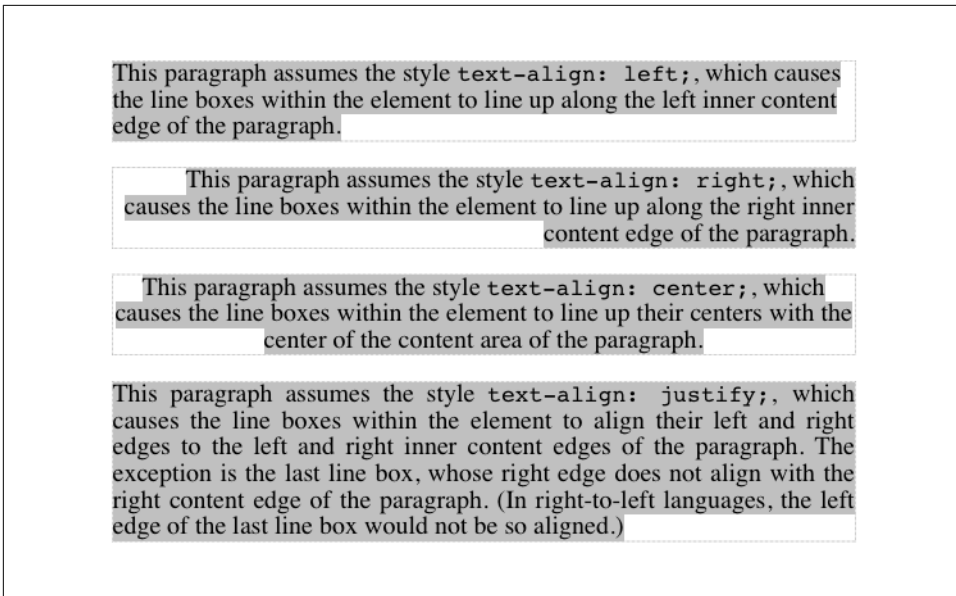 This paragraph assumes the style text-align: left;, which causes
the line boxes within the element to line up along the left inner content
edge of the paragraph.
This paragraph assumes the style text-align: right;, which
causes the line boxes within the element to line up along the right inner
content edge of the paragraph.
This paragraph assumes the style text-align: center;, which
causes the line boxes within the element to line up their centers with the
center of the content area of the paragraph.
This paragraph assumes the style text-align: justify;, which
causes the line boxes within the element to align their left and right
edges to the left and right inner content edges of the paragraph. The
exception is the last line box, whose right edge does not align with the
right content edge of the paragraph. (In right-to-left languages, the left
edge of the last line box would not be so aligned.)